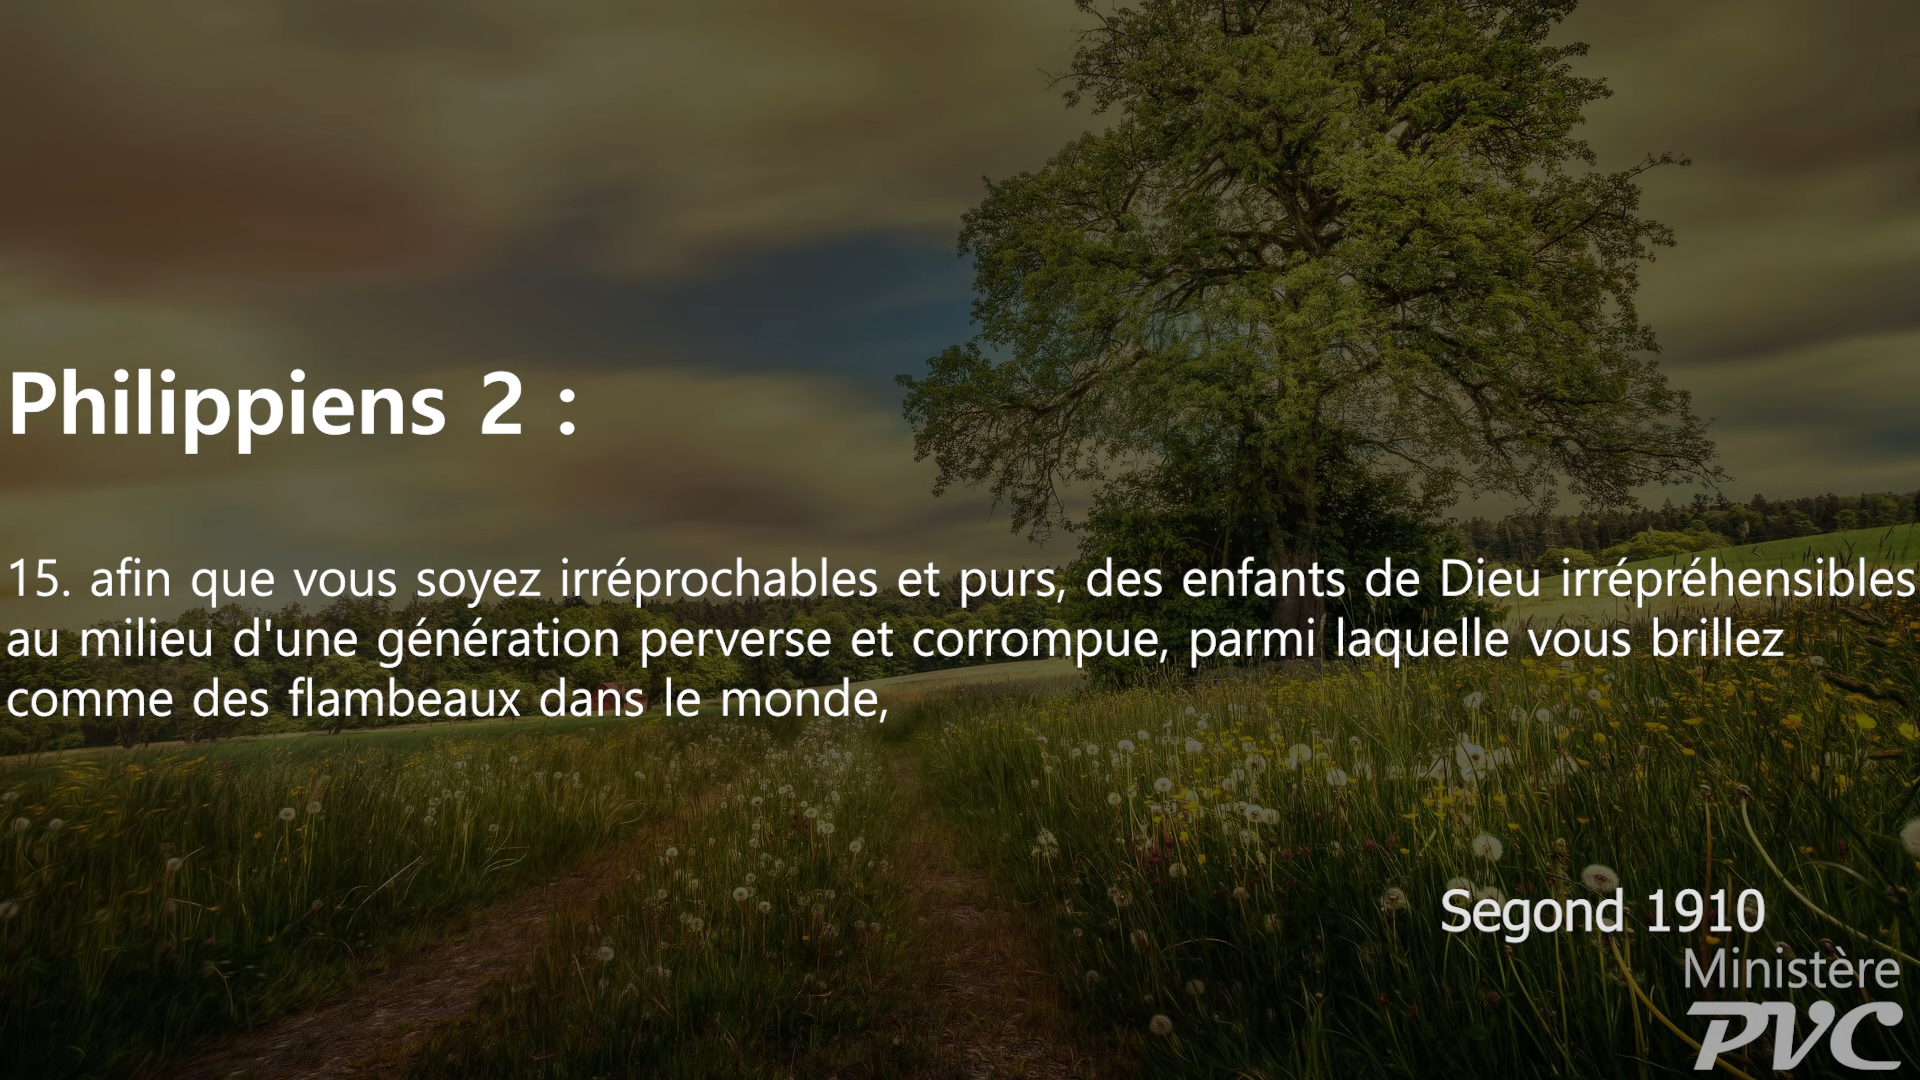 Philippiens 2 :
15. afin que vous soyez irréprochables et purs, des enfants de Dieu irrépréhensibles
au milieu d'une génération perverse et corrompue, parmi laquelle vous brillez
comme des flambeaux dans le monde,
Segond 1910
Ministère
PVC